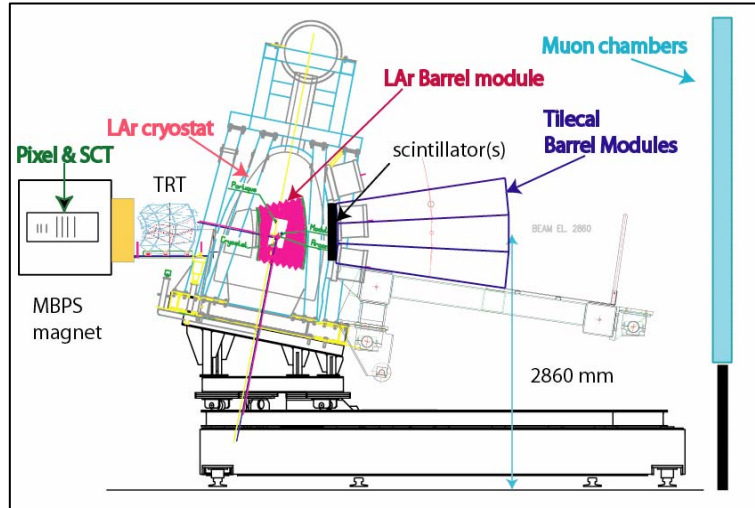 Muon chambers
LAr Barrel module
LAr cryostat
Tilecal
Barrel Modules
scintillator(s)
Pixel & SCT
TRT
BEAM EL. 2860
Cryostat
MBPS
magnet
2860 mm